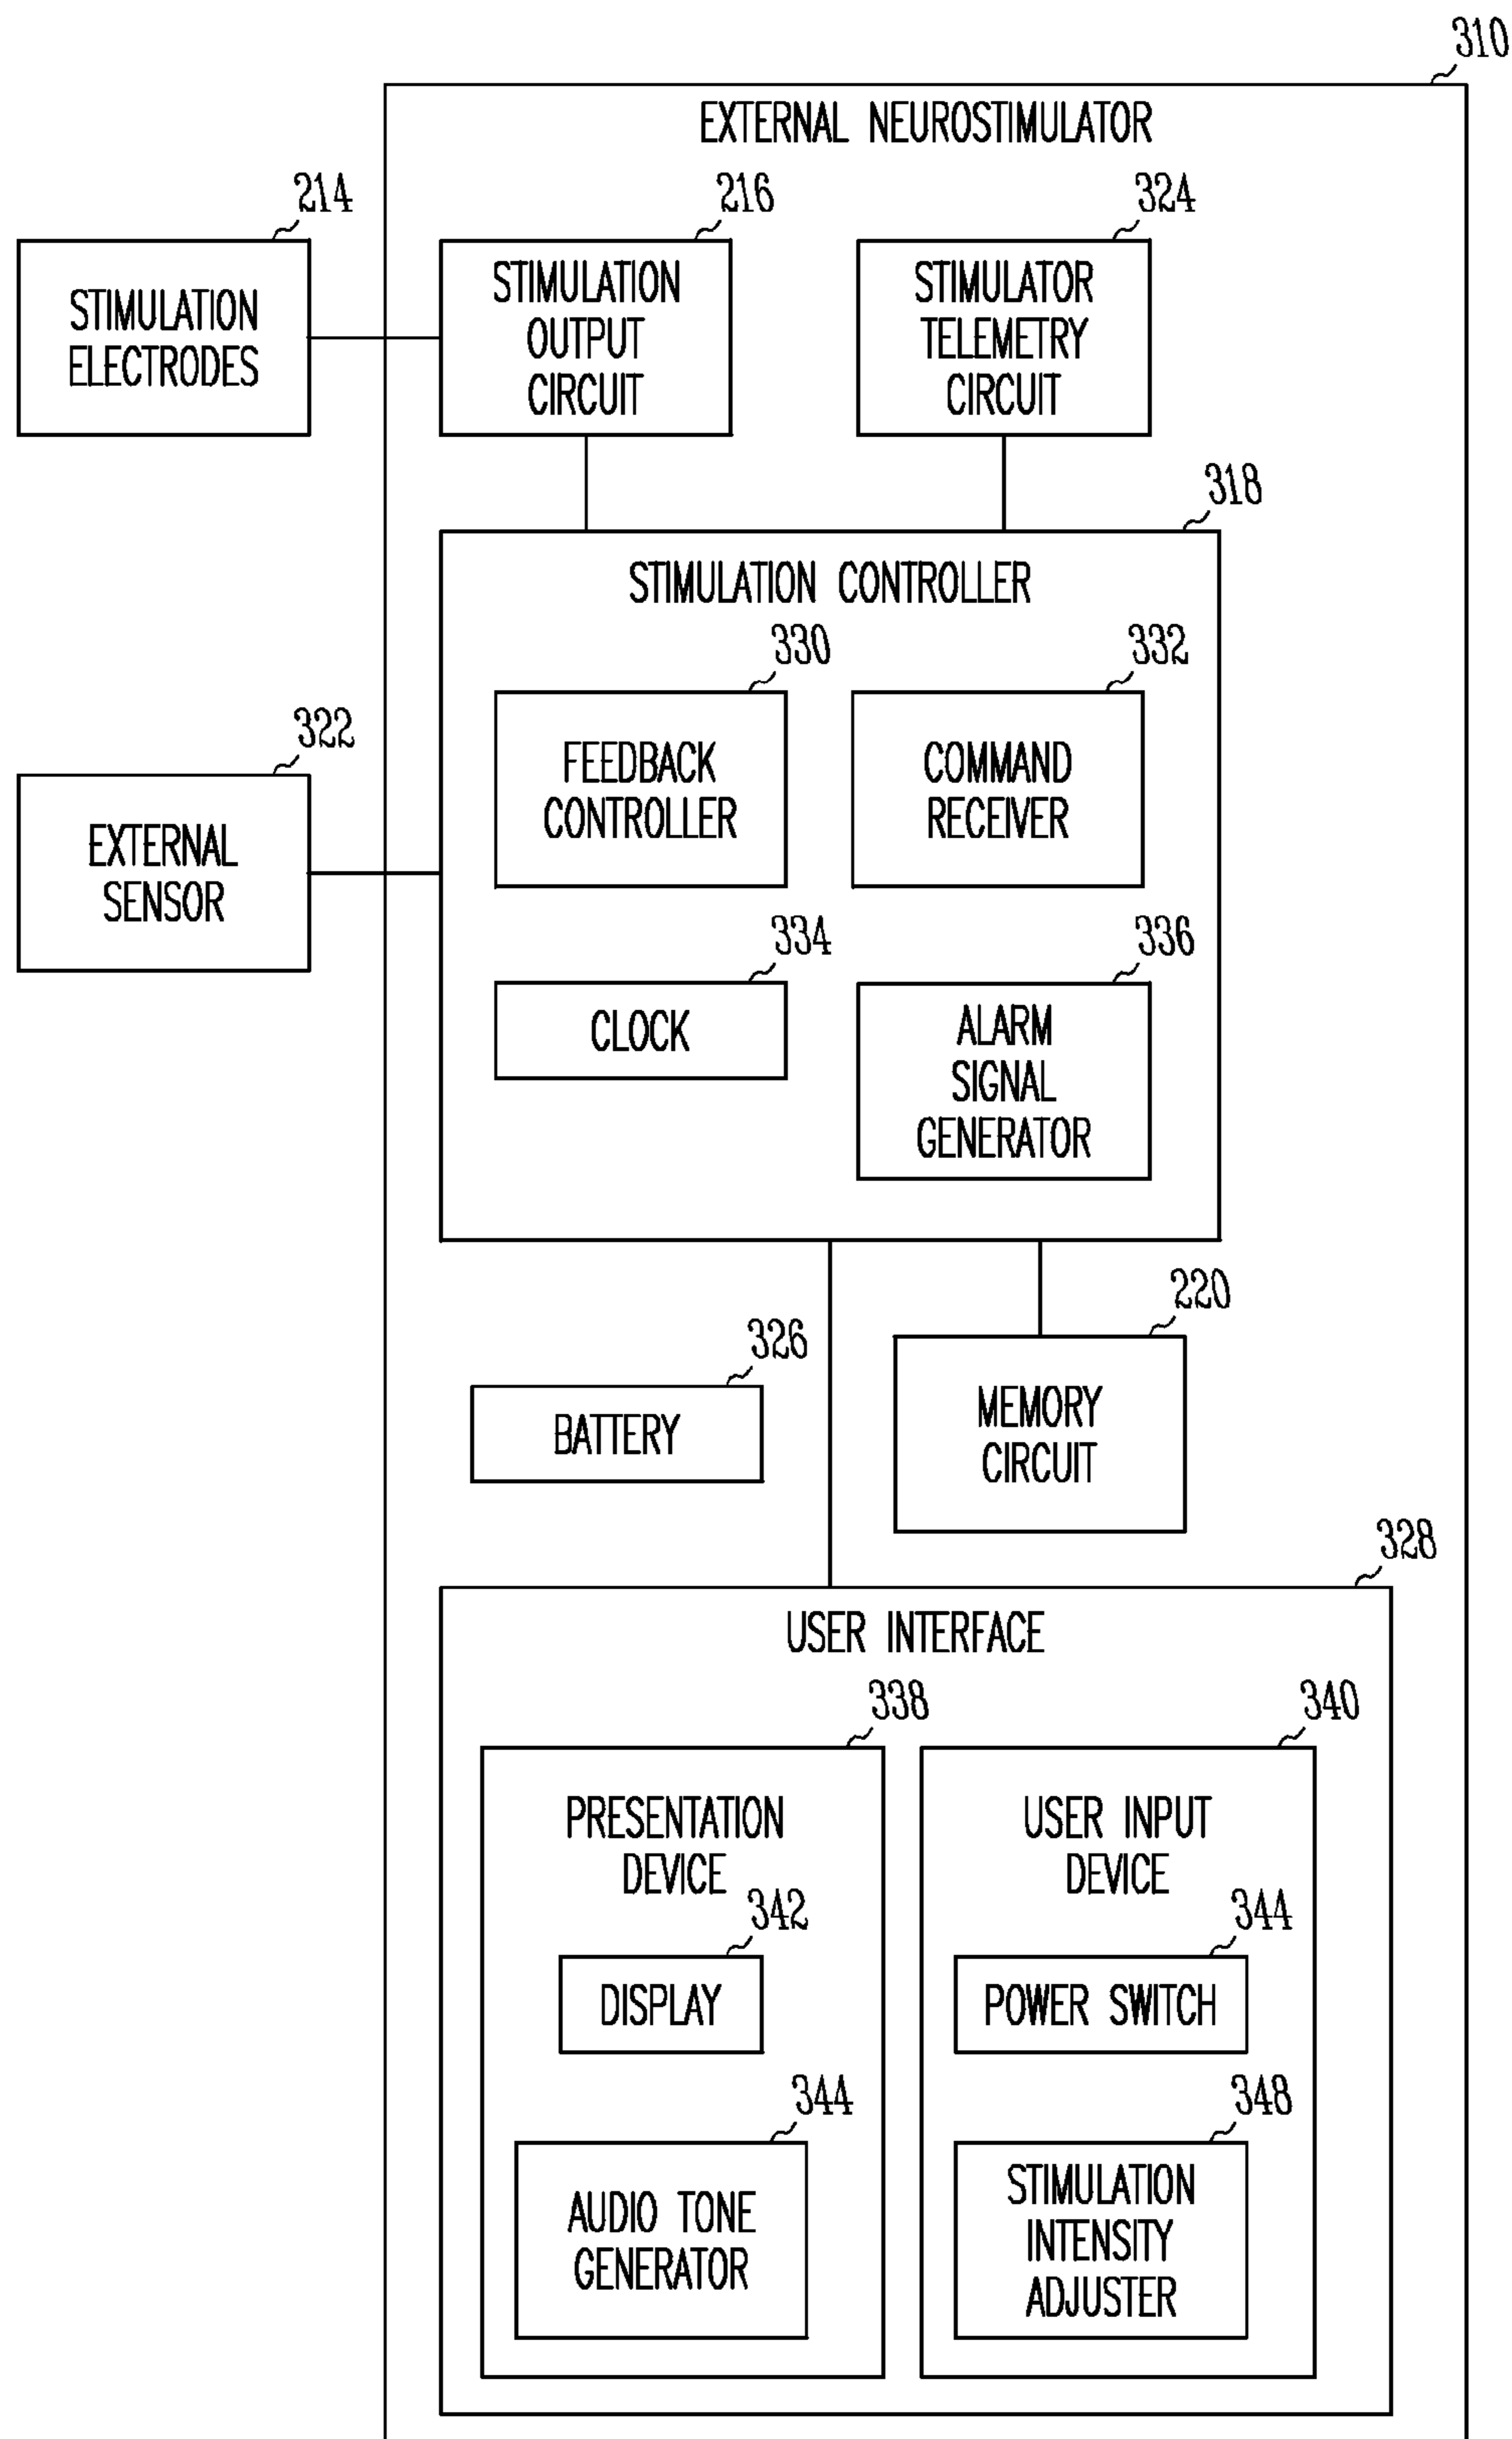 310
EXTERNAL NEUROSTIMULATOR
214
216
324
STIMULATION
ELECTRODES
STIMULATION
OUTPUT
CIRCUIT
STIMULATOR
TELEMETRY
CIRCUIT
318
STIMULATION CONTROLLER
330
332
322
FEEDBACK
CONTROLLER
COMMAND
RECEIVER
EXTERNAL
SENSOR
334
336
CLOCK
ALARM
SIGNAL
GENERATOR
220
326
BATTERY
MEMORY
CIRCUIT
328
USER INTERFACE
338
340
PRESENTATION
DEVICE
USER INPUT
DEVICE
342
344
DISPLAY
POWER SWITCH
344
348
AUDIO TONE
GENERATOR
STIMULATION
INTENSITY
ADJUSTER